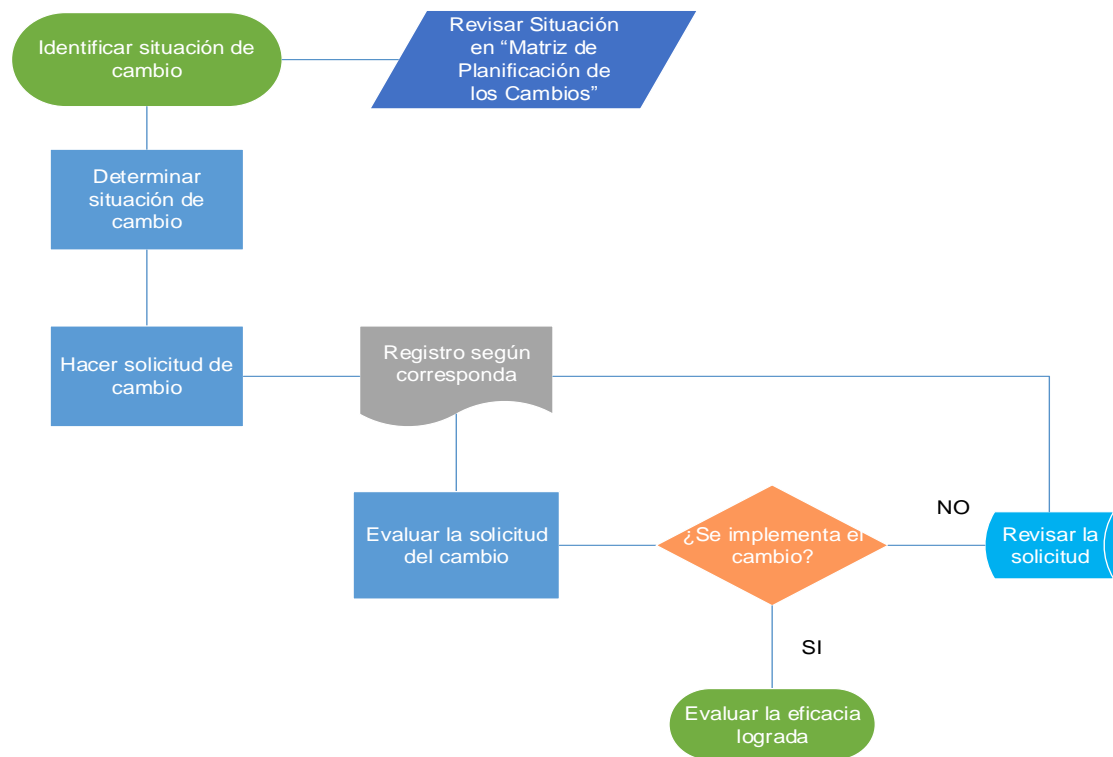 Identificar situación de
cambio
Revisar Situación
en “Matriz de
Planificación de
los Cambios”
Determinar
situación de
cambio
Hacer solicitud de
cambio
Registro según
corresponda
Evaluar la solicitud
del cambio
¿Se implementa el
cambio?
NO
Revisar la
solicitud
SI
Evaluar la eficacia
lograda